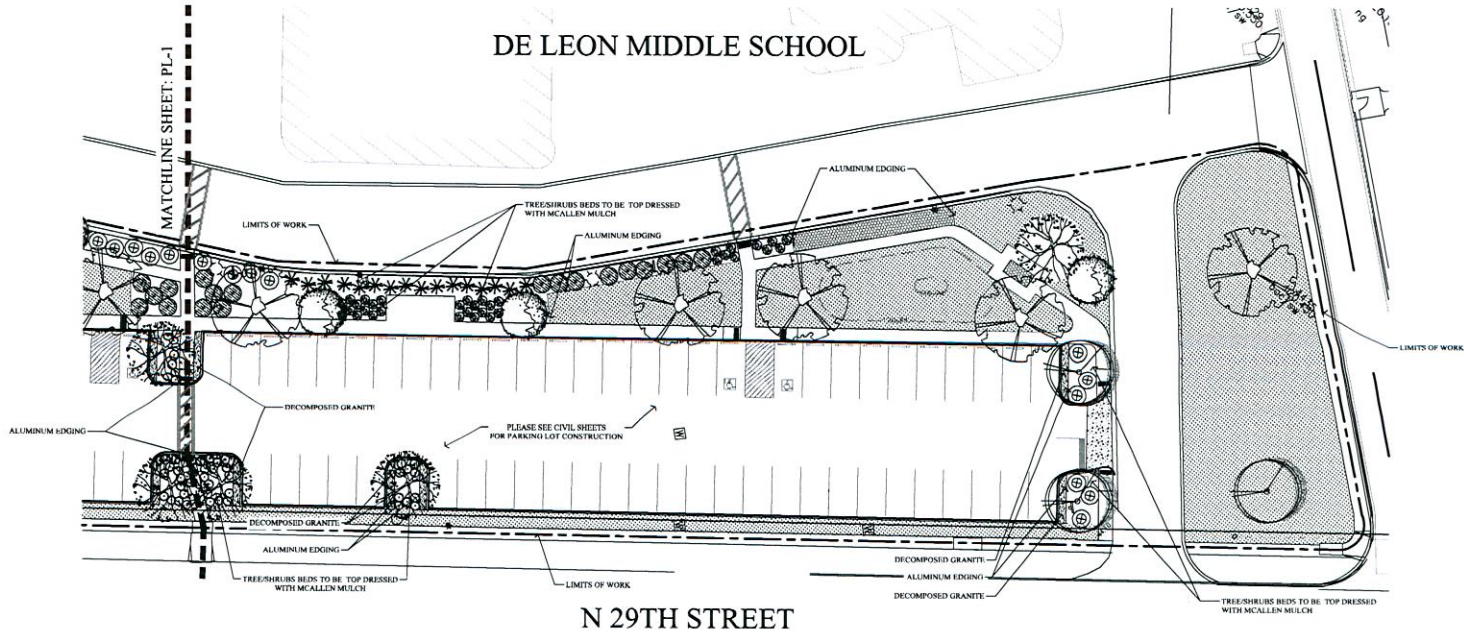 DE LEON MIDDLE SCHOOL
MATCHLINE SHEET: PL-1
ALUMINUM EDGING
TREE/SHRUBS BEDS TO BE TOP DRESSED
WITH MCALLEN MULCH
LIMITS OF WORK
ALUMINUM EDGING
LIMITS OF WORK
DECOMPOSED GRANITE
ALUMINUM EDGING
PLEASE SEE CIVIL SHEETS
FOR PARKING LOT CONSTRUCTION
DECOMPOSED GRANITE
ALUMINUM EDGING
DECOMPOSED GRANITE
ALUMINUM EDGING
DECOMPOSED GRANITE
TREE/SHRUBS BEDS TO BE TOP DRESSED
WITH MCALLEN MULCH
LIMITS OF WORK
TREE/SHRUBS BEDS TO BE TOP DRESSED
WITH MCALLEN MULCH
N 29TH STREET